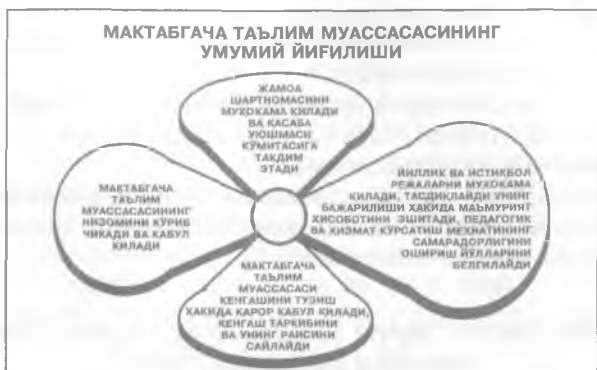 МАКТАБГАЧА ТАЪЛИМ МУАССАСАСИНИНГ
УМУМИЙ ЙИҒИЛИШИ
ЖАМОА
ШАРТНОМАСИНИ
МУҲОКАМА ҚИЛАДИ
ВА КАСАБА
УЮШМАСИ
ҚЎМИТАСИГА
ТАҚДИМ
ЭТАДИ
МАКТАБГАЧА
ТАЪЛИМ
МУАССАСАСИНИНГ
НИЗОМИНИ КЎРИБ
ЧИҚАДИ ВА ҚАБУЛ
ҚИЛАДИ
ЙИЛЛИК ВА ИСТИҚБОЛ
РЕЖАЛАРНИ МУҲОКАМА
ҚИЛАДИ, ТАСДИҚЛАЙДИ УНИНГ
БАЖАРИЛИШИ ҲАҚИДА МАЪМУРИЯТ
ҲИСОБОТИНИ ЭШИТАДИ, ПЕДАГОГИК
ВА ХИЗМАТ КЎРСАТИШ МЕҲНАТИНИНГ
САМАРАДОРЛИГИНИ
ОШИРИШ ЙЎЛЛАРИНИ
БЕЛГИЛАЙДИ
МАКТАБГАЧА
ТАЪЛИМ
МУАССАСАСИ
КЕНГАШИНИ ТУЗИШ
ҲАҚИДА ҚАРОР ҚАБУЛ ҚИЛАДИ,
КЕНГАШ ТАРКИБИНИ
ВА УНИНГ РАИСИНИ
САЙЛАЙДИ